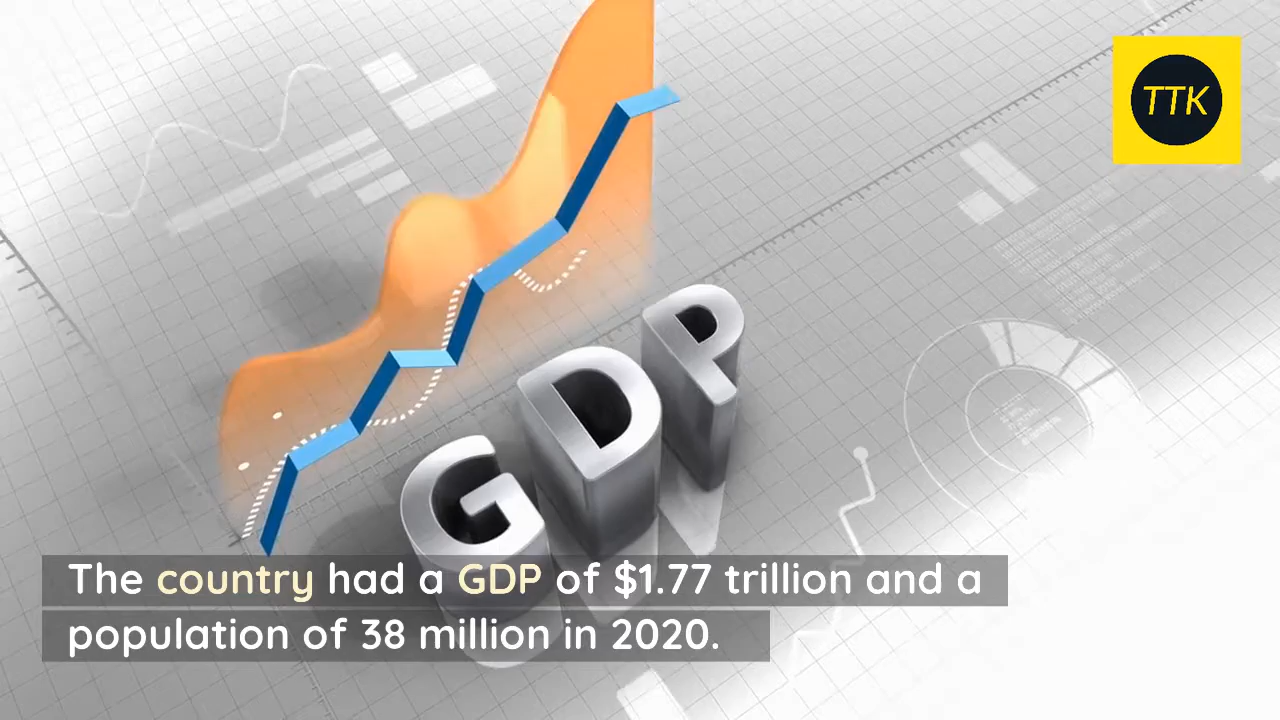 TTK
GDP
The country had a GDP of $1.77 trillion and a
population of 38 million in 2020.